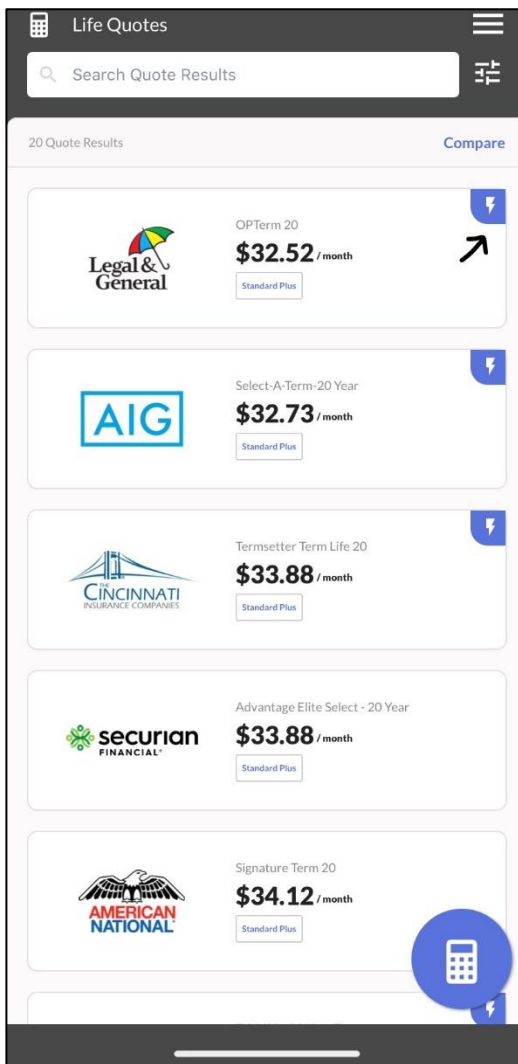 Life Quotes
Search Quote Results
20 Quote Results
Compare
Legal &
General
OPTerm 20
$32.52 / month
Standard Plus
AIG
Select-A-Term-20 Year
$32.73 / month
Standard Plus
THE
CINCINNATI
INSURANCE COMPANIES
Termsetter Term Life 20
$33.88 / month
Standard Plus
securian
FINANCIAL
Advantage Elite Select - 20 Year
$33.88 / month
Standard Plus
AMERICAN
NATIONAL
Signature Term 20
$34.12 / month
Standard Plus